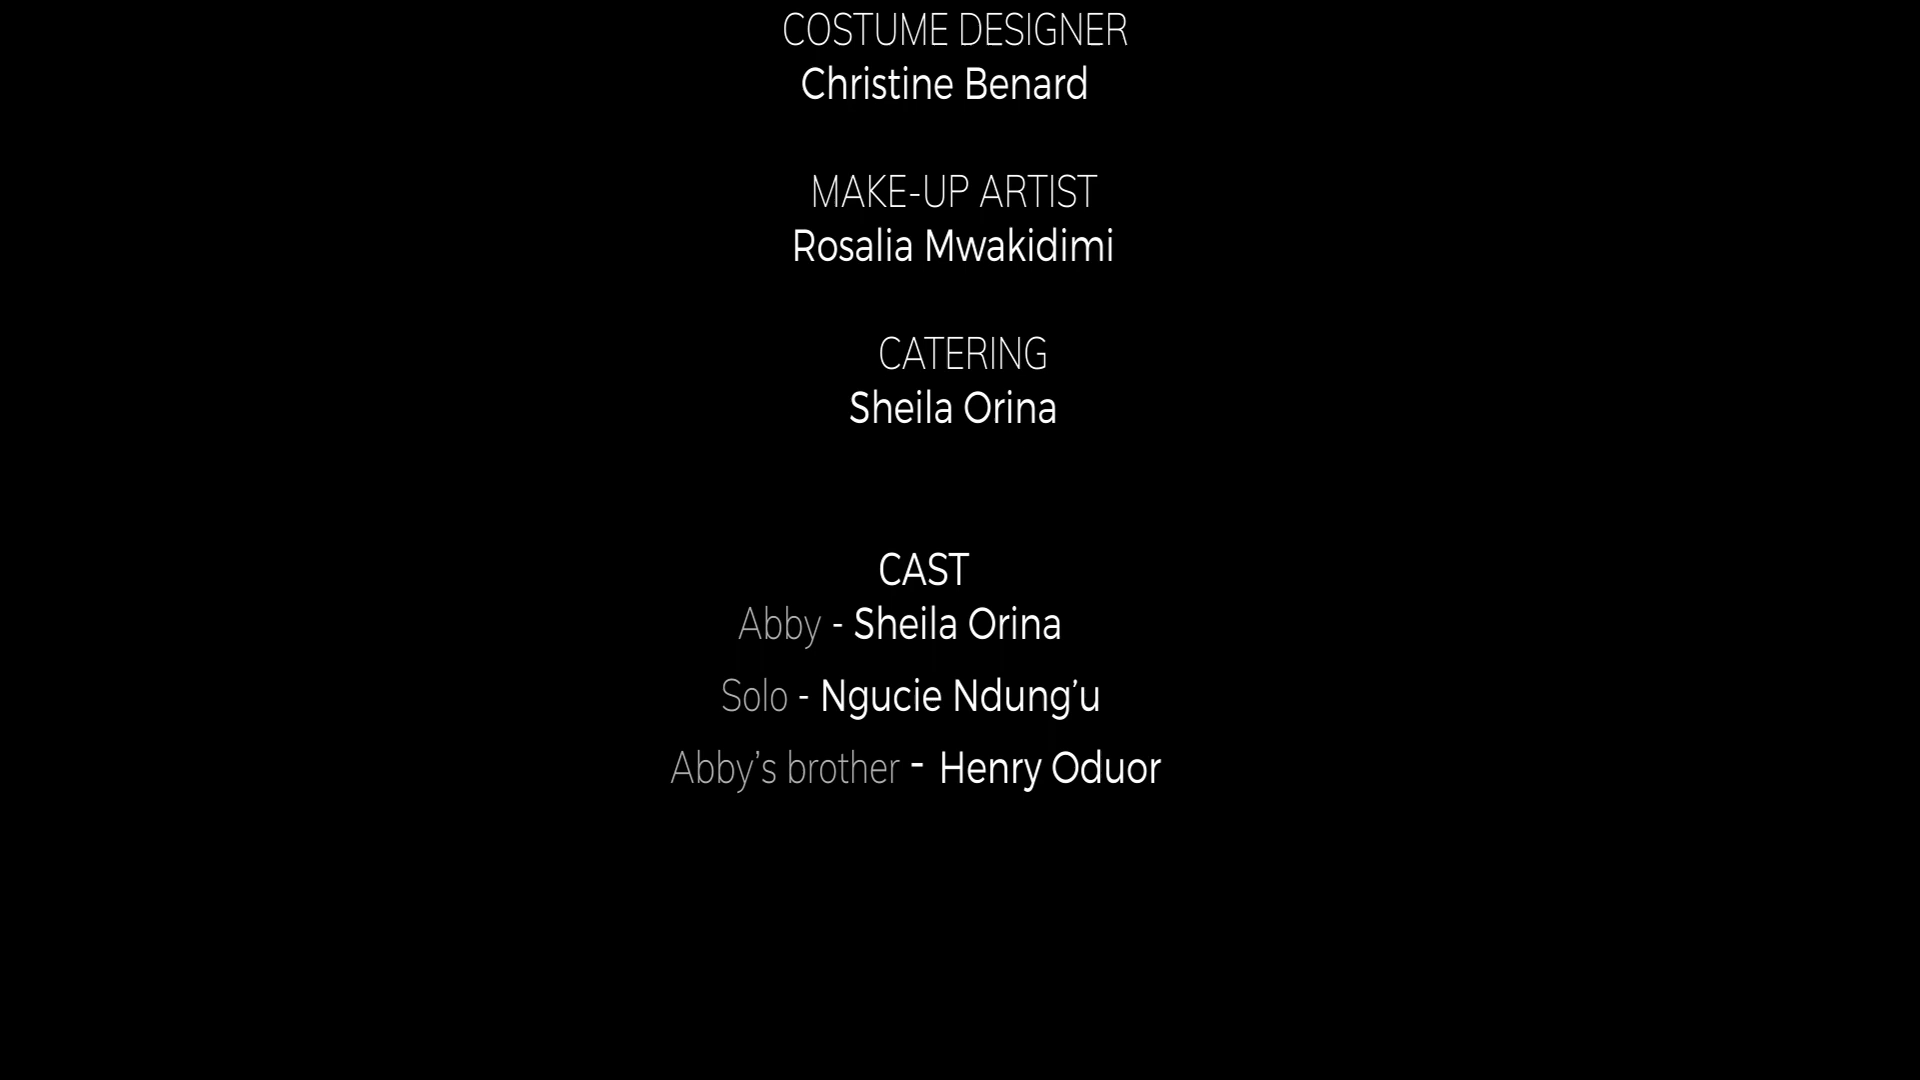 COSTUME DESIGNER
Christine Benard
MAKE-UP ARTIST
Rosalia Mwakidimi
CATERING
Sheila Orina
CAST
Abby - Sheila Orina
Solo - Ngucie Ndung’u
Abby’s brother - Henry Oduor